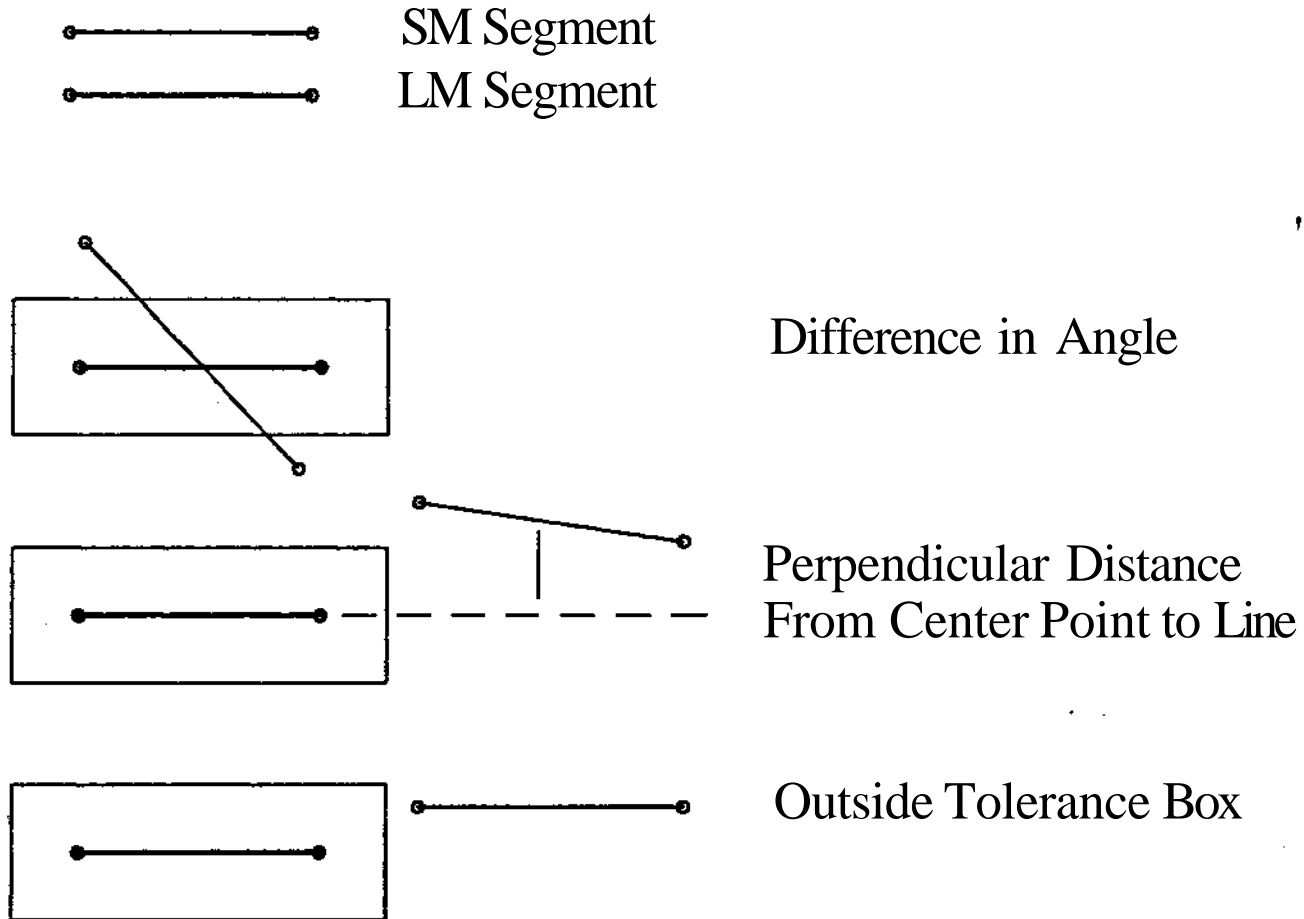 SM Segment
LM Segment
Difference in Angle
Perpendicular Distance
From Center Point to Line
Outside Tolerance Box